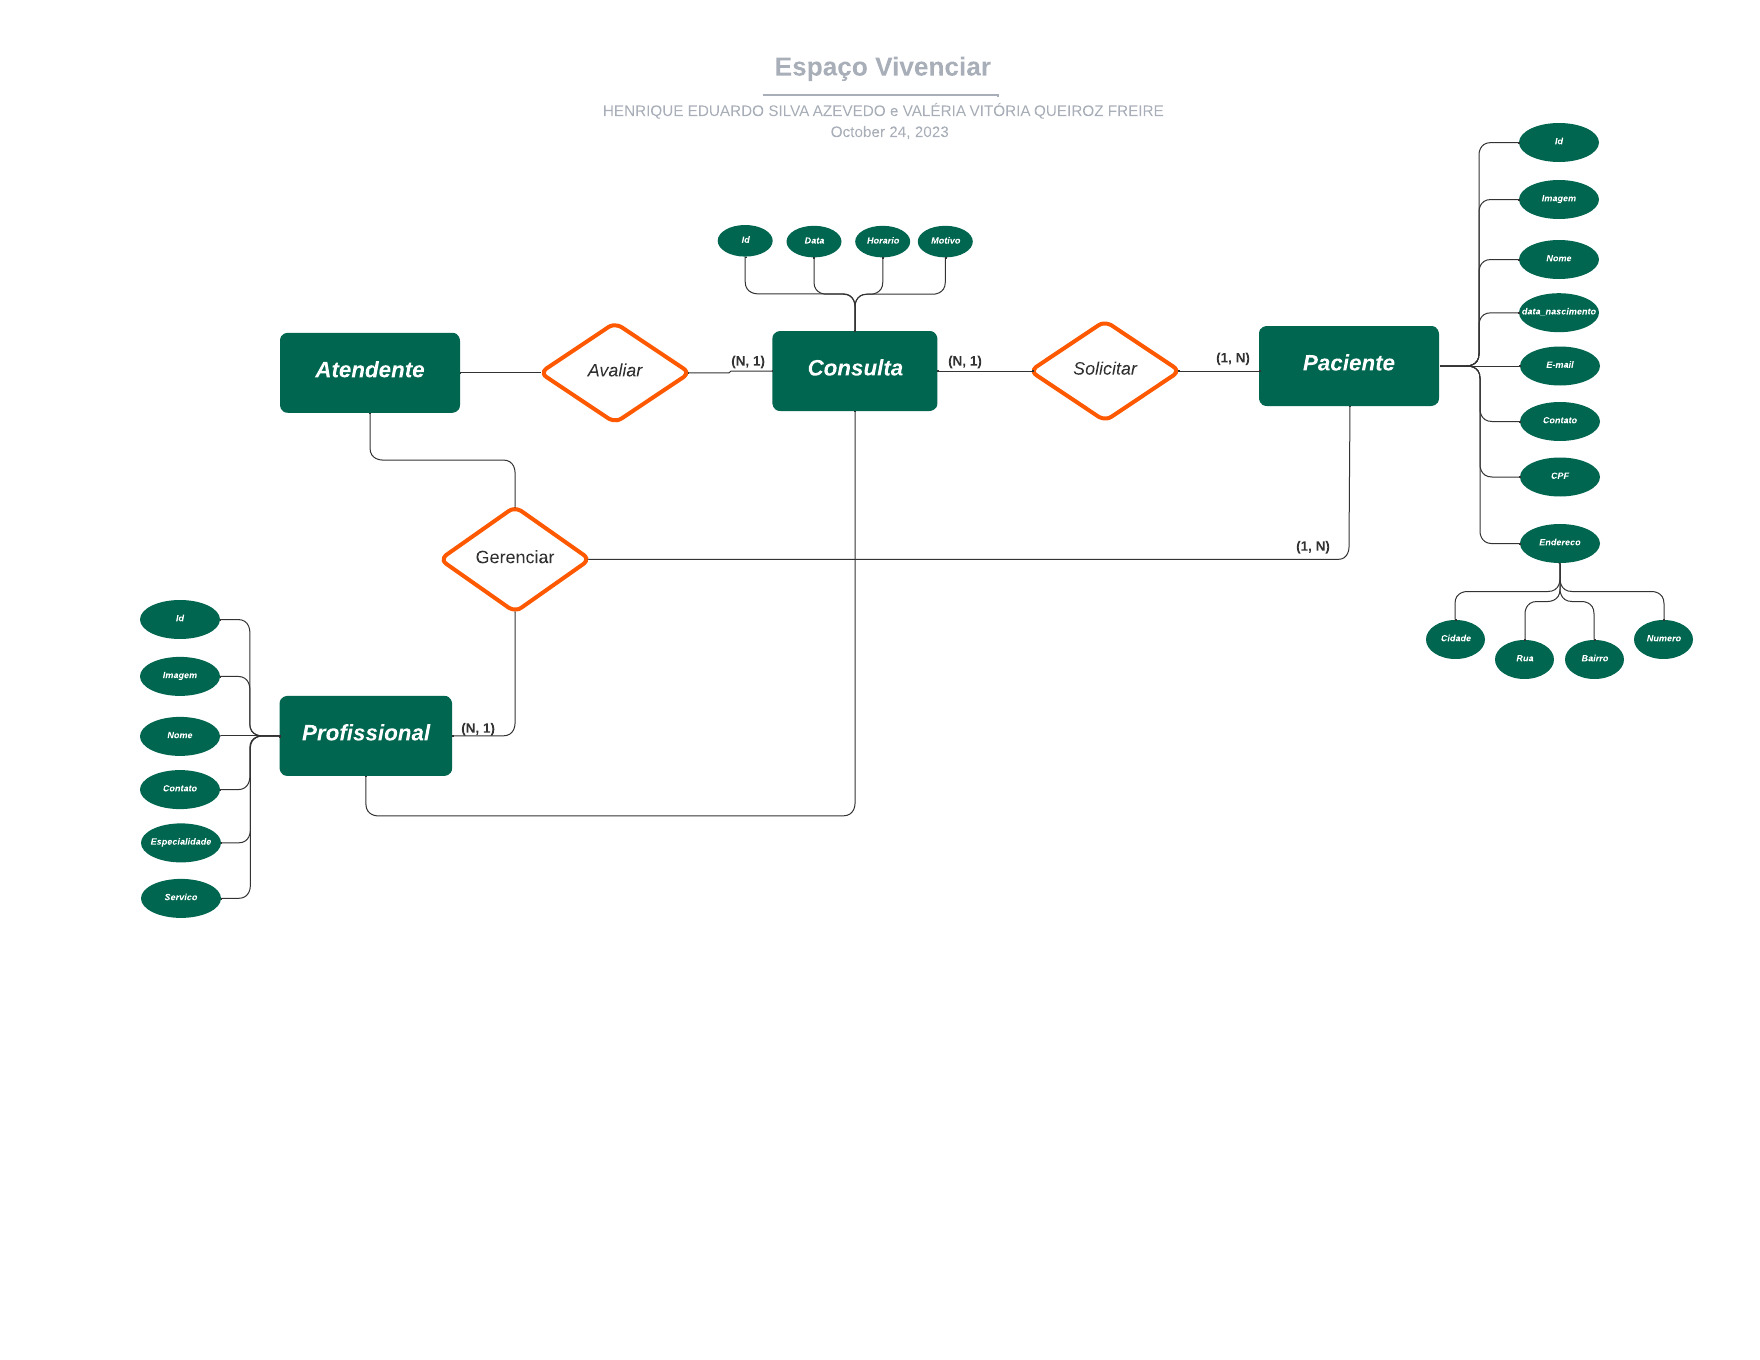 Espaço Vivenciar
HENRIQUE EDUARDO SILVA AZEVEDO e VALÉRIA VITÓRIA QUEIROZ FREIRE
October 24, 2023
Id
Imagem
Nome
data_nascimento
E-mail
Contato
CPF
Endereco
Cidade
Rua
Bairro
Numero
Id
Data
Horario
Motivo
Atendente
Avaliar
(N, 1)
Consulta
(N, 1)
Solicitar
(1, N)
Paciente
Gerenciar
(1, N)
Id
Imagem
Nome
Contato
Especialidade
Servico
Profissional
(N, 1)